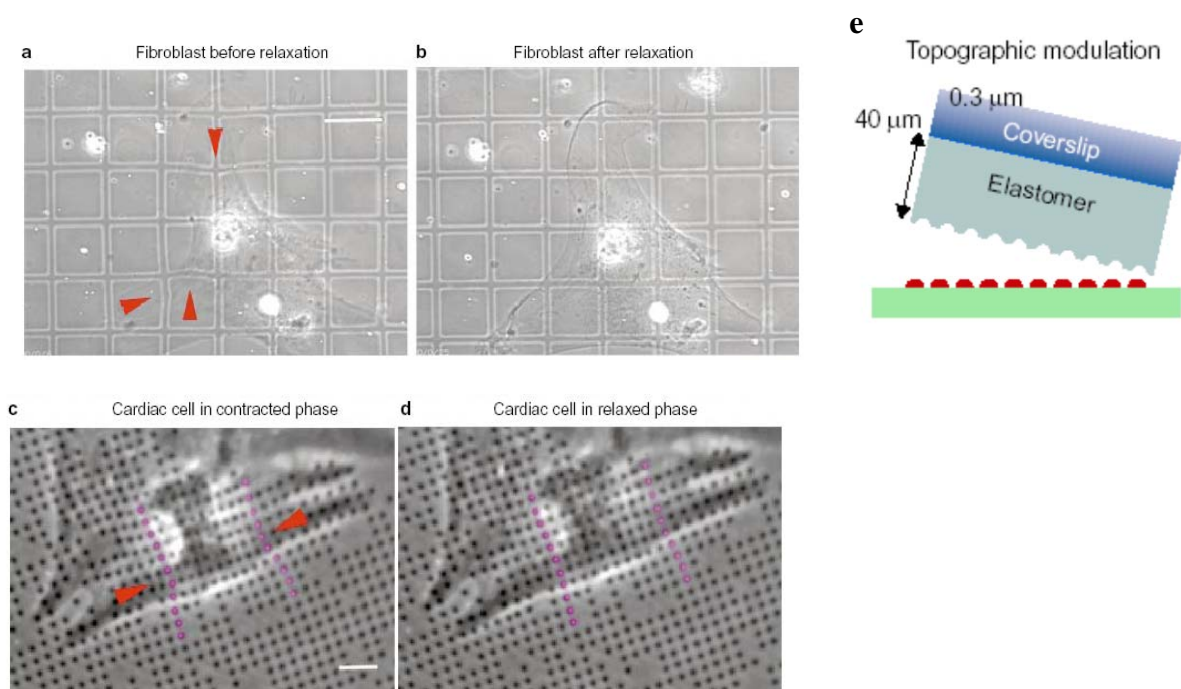 a Fibroblast before relaxation
b Fibroblast after relaxation
c Cardiac cell in contracted phase
d Cardiac cell in relaxed phase
e
Topographic modulation
0.3 μm
40 μm
Coverslip
Elastomer